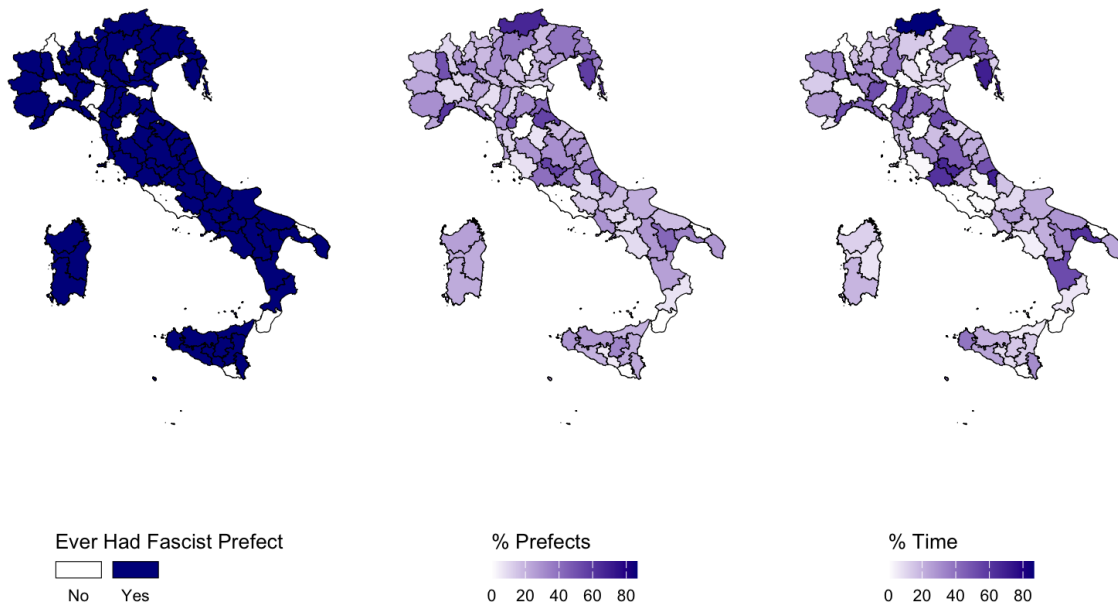 Ever Had Fascist Prefect
No Yes
% Prefects
0 20 40 60 80
% Time
0 20 40 60 80